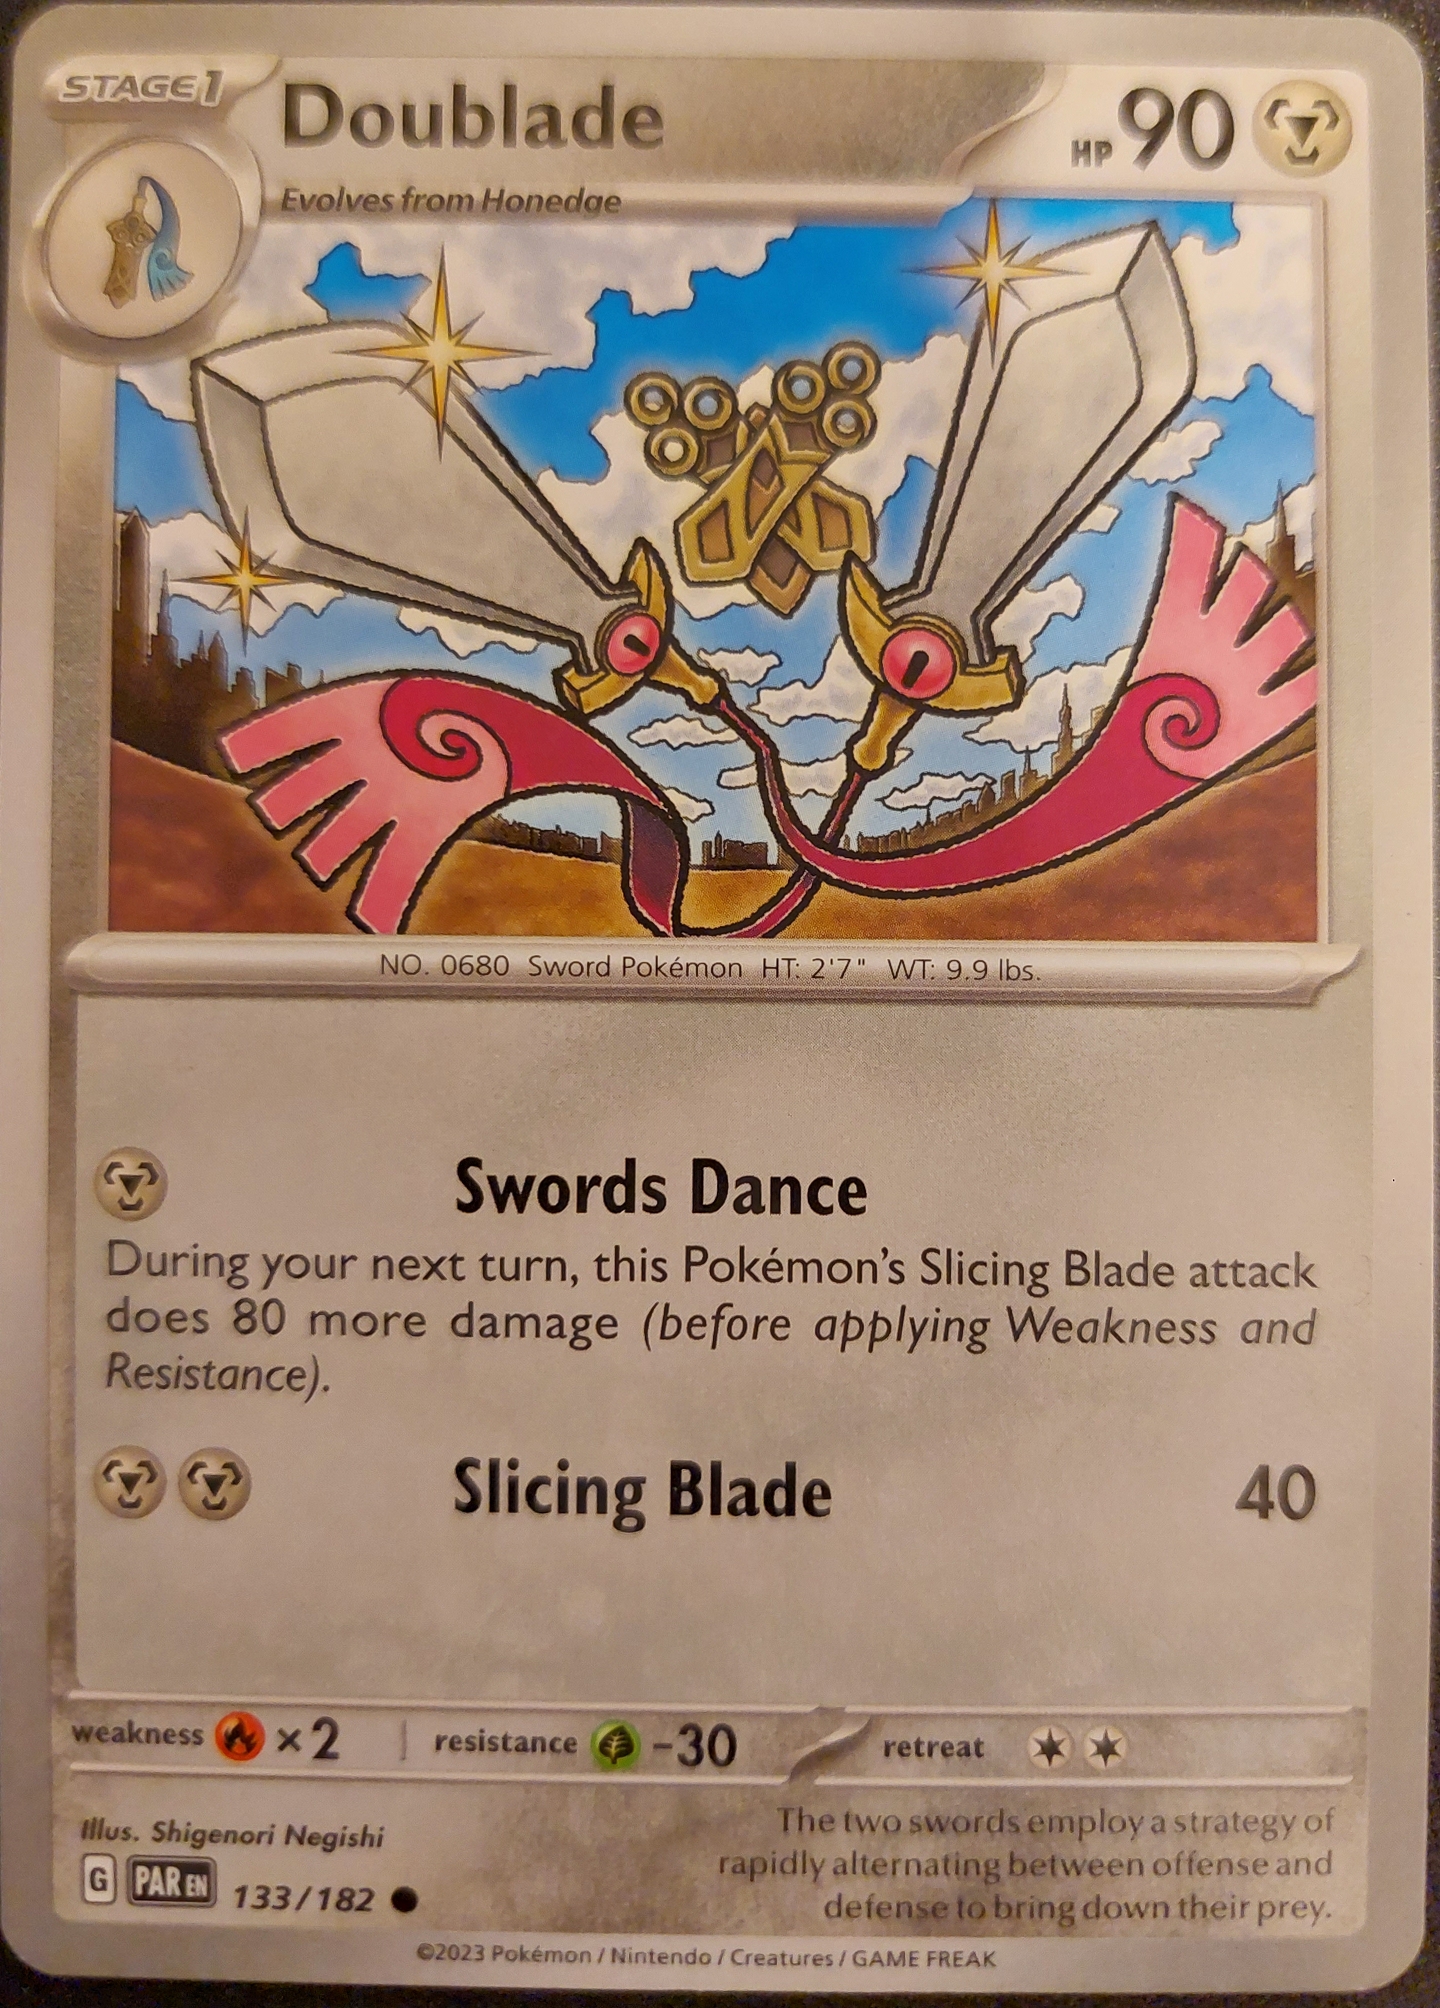 STAGE1
Doublade
HP 90
Evolves from Honedge
NO. 0680 Sword Pokémon HT: 2'7" WT: 9.9 lbs.
Swords Dance
During your next turn, this Pokémon's Slicing Blade attack
does 80 more damage (before applying Weakness and
Resistance).
Slicing Blade 40
weakness ×2 resistance -30 retreat
Illus. Shigenori Negishi
G PAR EN 133/182
The two swords employ a strategy of
rapidly alternating between offense and
defense to bring down their prey.
©2023 Pokémon / Nintendo / Creatures / GAME FREAK